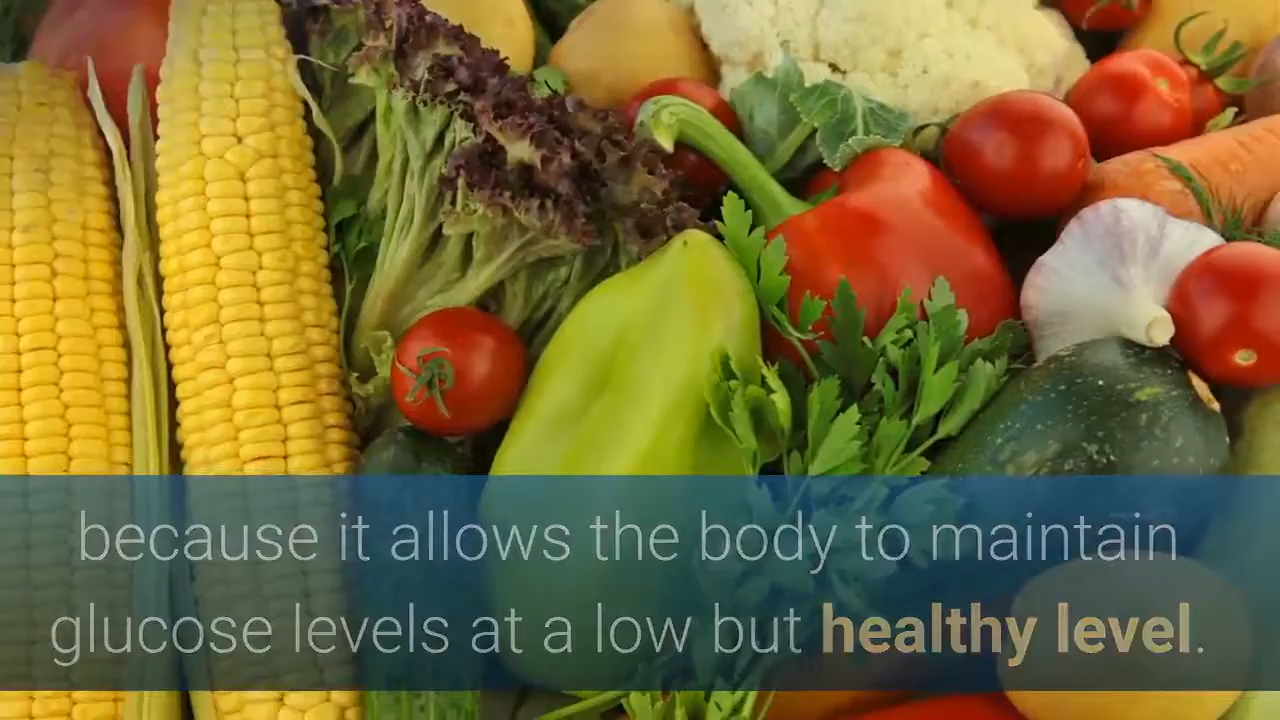 because it allows the body to maintain
glucose levels at a low but healthy level.